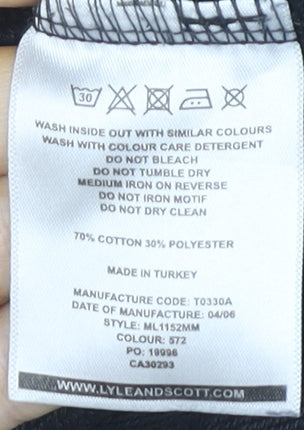 30
WASH INSIDE OUT WITH SIMILAR COLOURS
WASH WITH COLOUR CARE DETERGENT
DO NOT BLEACH
DO NOT TUMBLE DRY
MEDIUM IRON ON REVERSE
DO NOT IRON MOTIF
DO NOT DRY CLEAN
70% COTTON 30% POLYESTER
MADE IN TURKEY
MANUFACTURE CODE: T0330A
DATE OF MANUFACTURE: 04/06
STYLE: ML1152MM
COLOUR: 572
PO: 19996
CA30293
WWW.LYLEANDSCOTT.COM